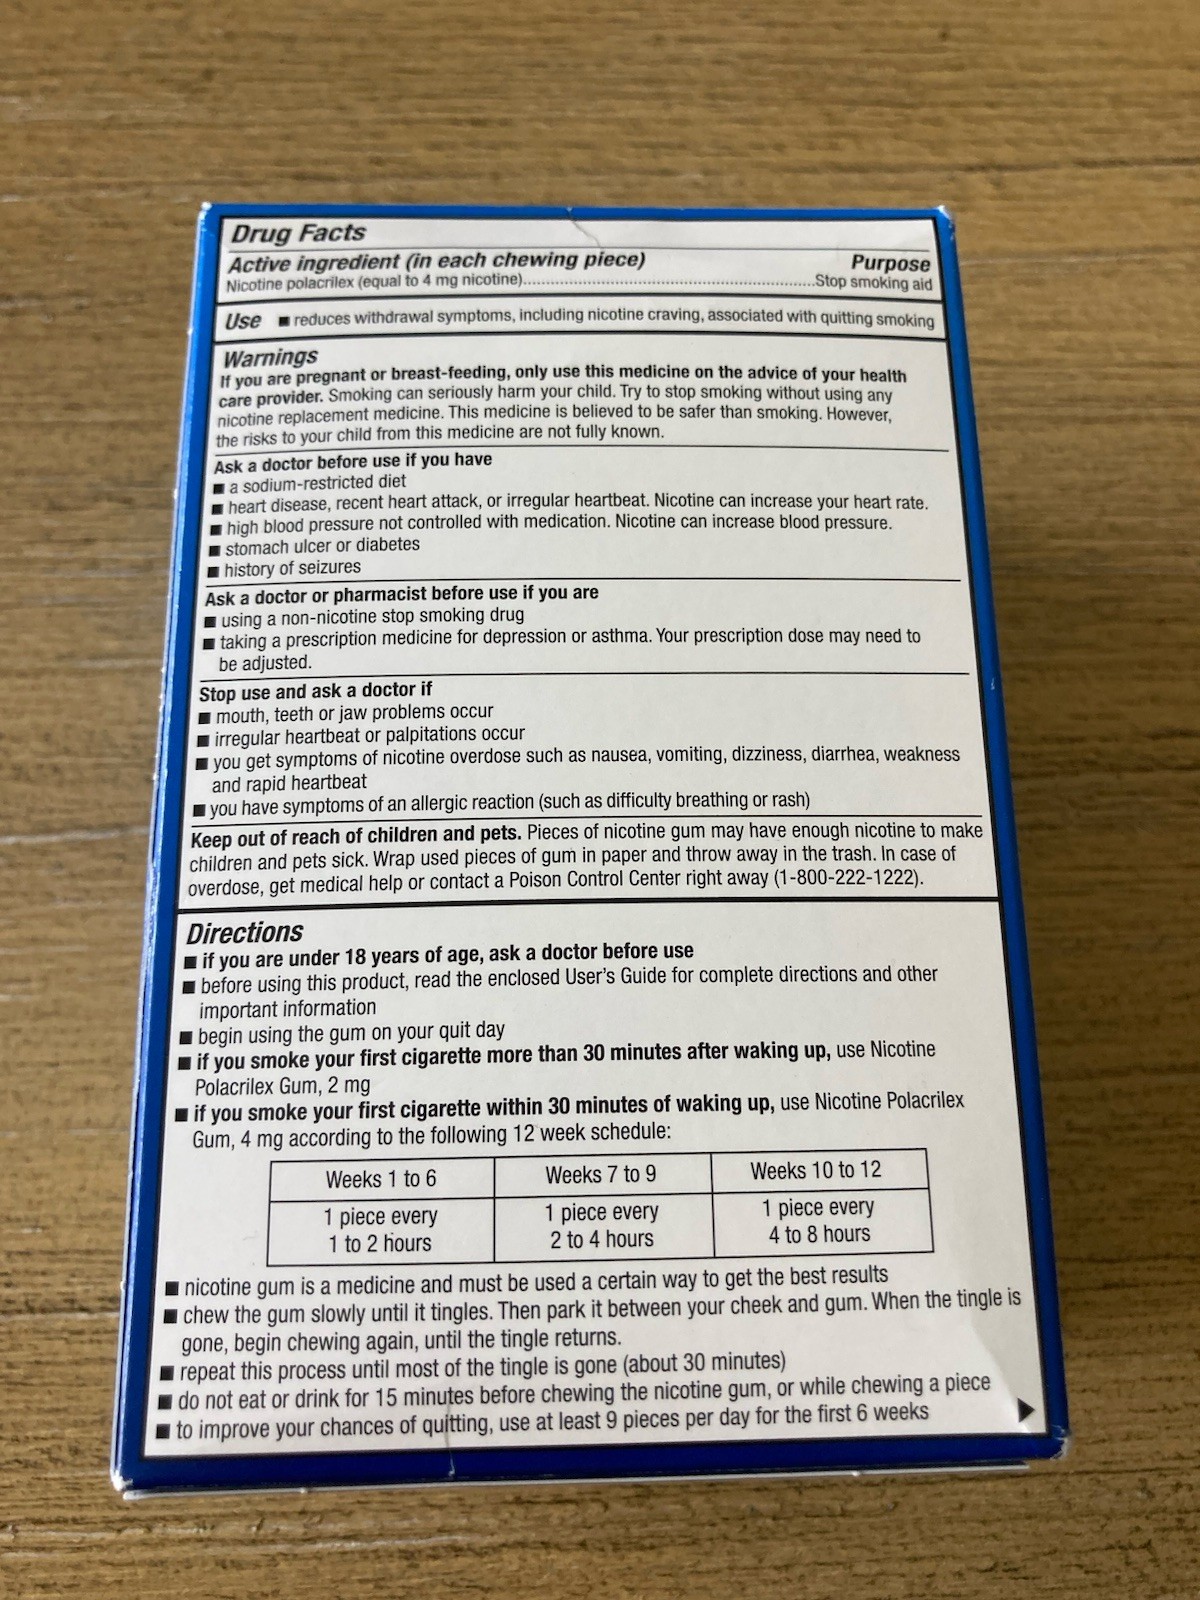 Drug Facts
Active ingredient (in each chewing piece) Purpose
Nicotine polacrilex (equal to 4 mg nicotine)..........................................................Stop smoking aid
Use ■ reduces withdrawal symptoms, including nicotine craving, associated with quitting smoking
Warnings
If you are pregnant or breast-feeding, only use this medicine on the advice of your health
care provider. Smoking can seriously harm your child. Try to stop smoking without using any
nicotine replacement medicine. This medicine is believed to be safer than smoking. However,
the risks to your child from this medicine are not fully known.
Ask a doctor before use if you have
■ a sodium-restricted diet
■ heart disease, recent heart attack, or irregular heartbeat. Nicotine can increase your heart rate.
■ high blood pressure not controlled with medication. Nicotine can increase blood pressure.
■ stomach ulcer or diabetes
■ history of seizures
Ask a doctor or pharmacist before use if you are
■ using a non-nicotine stop smoking drug
■ taking a prescription medicine for depression or asthma. Your prescription dose may need to
be adjusted.
Stop use and ask a doctor if
■ mouth, teeth or jaw problems occur
■ irregular heartbeat or palpitations occur
■ you get symptoms of nicotine overdose such as nausea, vomiting, dizziness, diarrhea, weakness
and rapid heartbeat
■ you have symptoms of an allergic reaction (such as difficulty breathing or rash)
Keep out of reach of children and pets. Pieces of nicotine gum may have enough nicotine to make
children and pets sick. Wrap used pieces of gum in paper and throw away in the trash. In case of
overdose, get medical help or contact a Poison Control Center right away (1-800-222-1222).
Directions
■ if you are under 18 years of age, ask a doctor before use
■ before using this product, read the enclosed User's Guide for complete directions and other
important information
■ begin using the gum on your quit day
■ if you smoke your first cigarette more than 30 minutes after waking up, use Nicotine
Polacrilex Gum, 2 mg
■ if you smoke your first cigarette within 30 minutes of waking up, use Nicotine Polacrilex
Gum, 4 mg according to the following 12 week schedule:
Weeks 1 to 6 Weeks 7 to 9 Weeks 10 to 12
1 piece every 1 piece every 1 piece every
1 to 2 hours 2 to 4 hours 4 to 8 hours
■ nicotine gum is a medicine and must be used a certain way to get the best results
■ chew the gum slowly until it tingles. Then park it between your cheek and gum. When the tingle is
gone, begin chewing again, until the tingle returns.
■ repeat this process until most of the tingle is gone (about 30 minutes)
■ do not eat or drink for 15 minutes before chewing the nicotine gum, or while chewing a piece
■ to improve your chances of quitting, use at least 9 pieces per day for the first 6 weeks